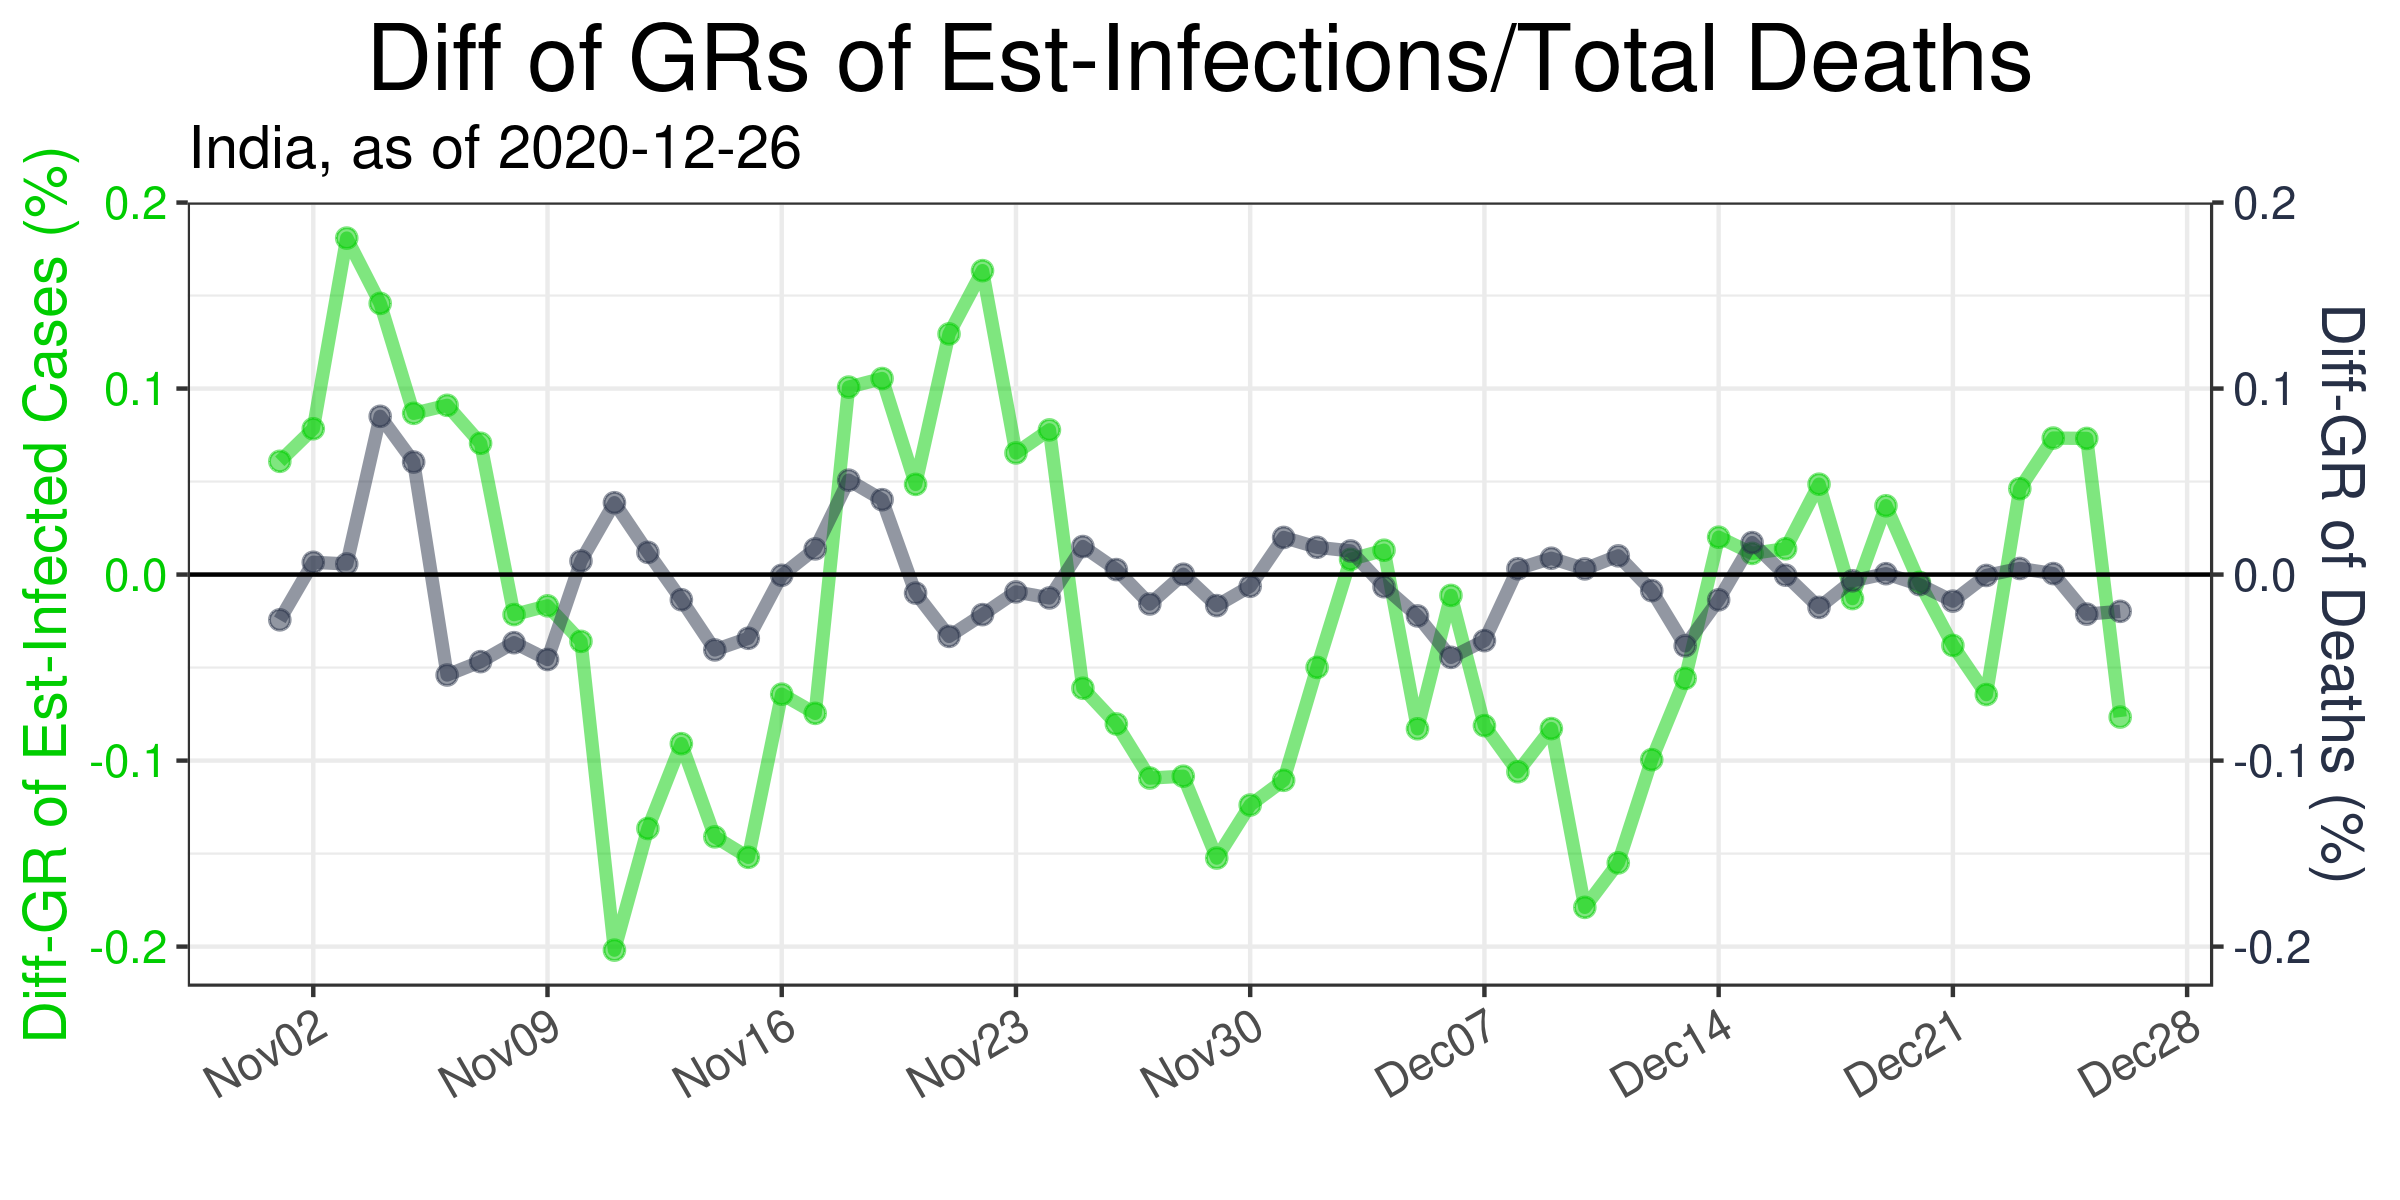 Diff of GRs of Est-Infections/Total Deaths
India, as of 2020-12-26
Diff-GR of Est-Infected Cases (%)
0.2
0.1
0.0
-0.1
-0.2
0.2
0.1
0.0
-0.1
-0.2
Diff-GR of Deaths (%)
Nov02 Nov09 Nov16 Nov23 Nov30 Dec07 Dec14 Dec21 Dec28